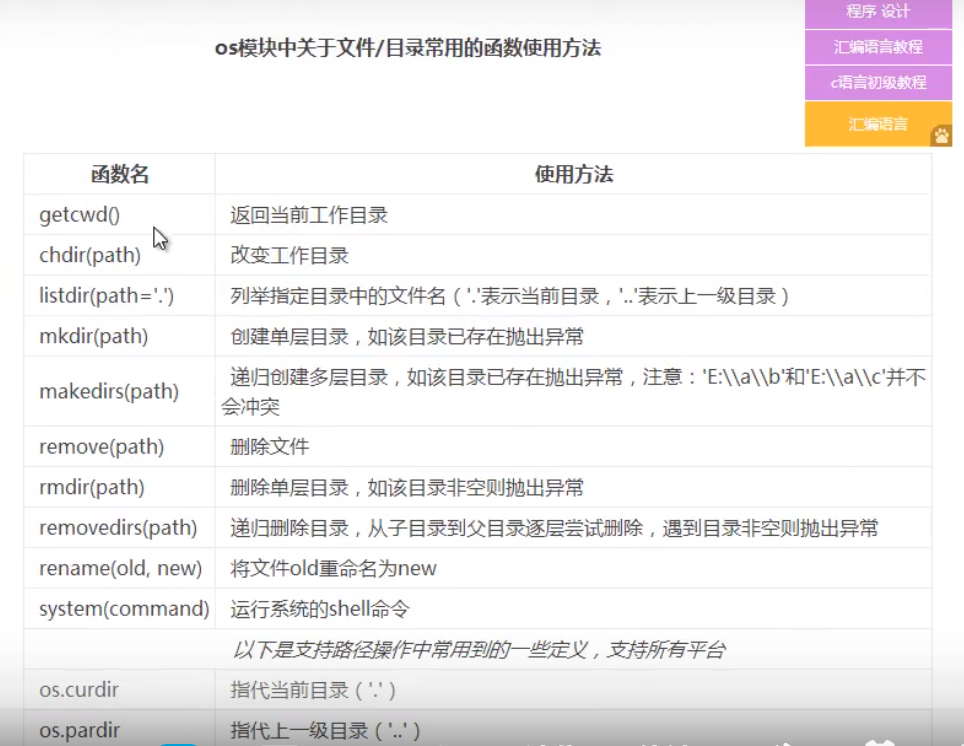 程序 设计
os模块中关于文件/目录常用的函数使用方法
汇编语言教程
c语言初级教程
汇编语言
函数名 使用方法
getcwd() 返回当前工作目录
chdir(path) 改变工作目录
listdir(path='.') 列举指定目录中的文件名（'.'表示当前目录，'..'表示上一级目录）
mkdir(path) 创建单层目录，如该目录已存在抛出异常
makedirs(path) 递归创建多层目录，如该目录已存在抛出异常，注意：'E:\\a\\b'和'E:\\a\\c'并不
会冲突
remove(path) 删除文件
rmdir(path) 删除单层目录，如该目录非空则抛出异常
removedirs(path) 递归删除目录，从子目录到父目录逐层尝试删除，遇到目录非空则抛出异常
rename(old, new) 将文件old重命名为new
system(command) 运行系统的shell命令
以下是支持路径操作中常用到的一些定义，支持所有平台
os.curdir 指代当前目录（'.'）
os.pardir 指代上一级目录（'..'）